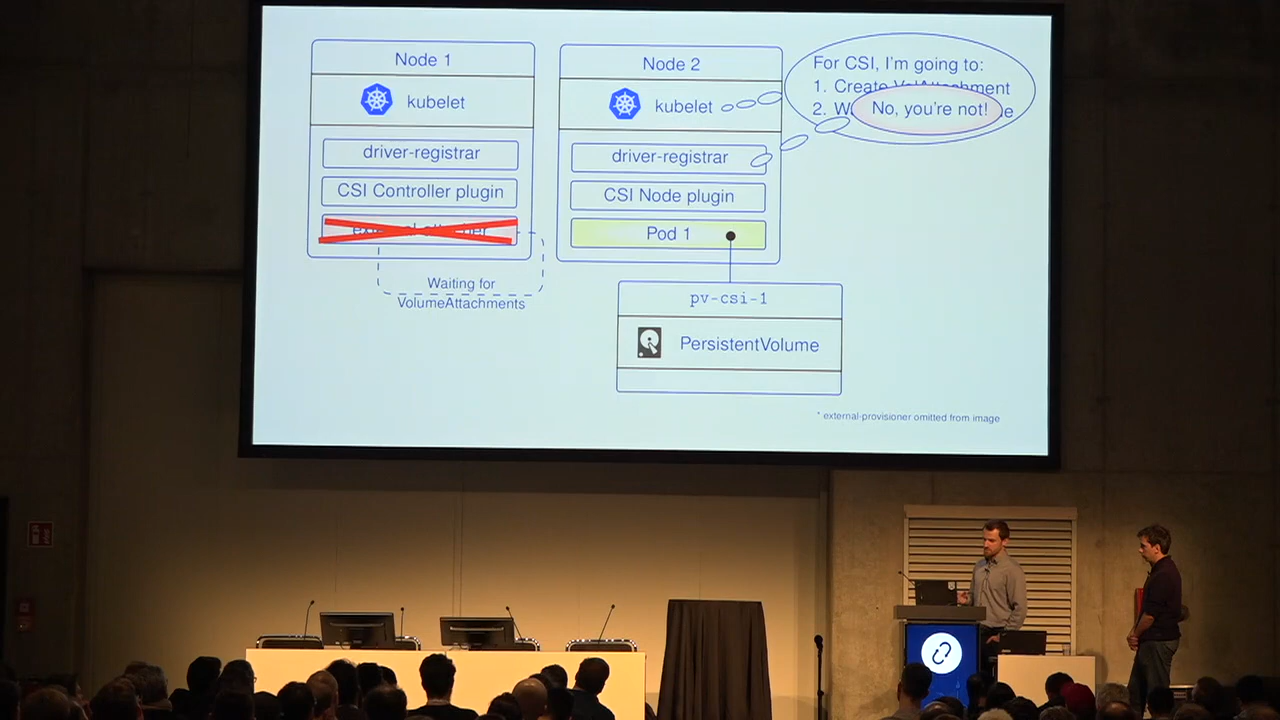 Node 1
kubelet
driver-registrar
CSI Controller plugin
Waiting for
VolumeAttachments
Node 2
kubelet
driver-registrar
CSI Node plugin
Pod 1
pv-csi-1
PersistentVolume
For CSI, I'm going to:
1. Create VolAttachment
2.
No, you're not!
* external-provisioner omitted from image